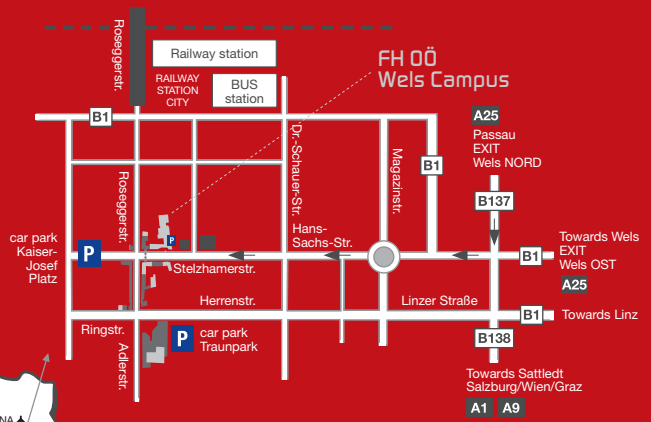 Roseggerstr.
Railway station
RAILWAY
STATION
CITY
BUS
station
FH OÖ
Wels Campus
B1
A25
Passau
EXIT
Wels NORD
B137
B1
Roseggerstr.
Dr.-Schauer-Str.
Magazinstr.
car park
Kaiser-
Josef
Platz
P
P
Hans-
Sachs-Str.
Stelzhamerstr.
B1
Towards Wels
EXIT
Wels OST
A25
Herrenstr.
Linzer Straße
B1
Towards Linz
Ringstr.
Adlerstr.
P
car park
Traunpark
B138
Towards Sattledt
Salzburg/Wien/Graz
A1
A9